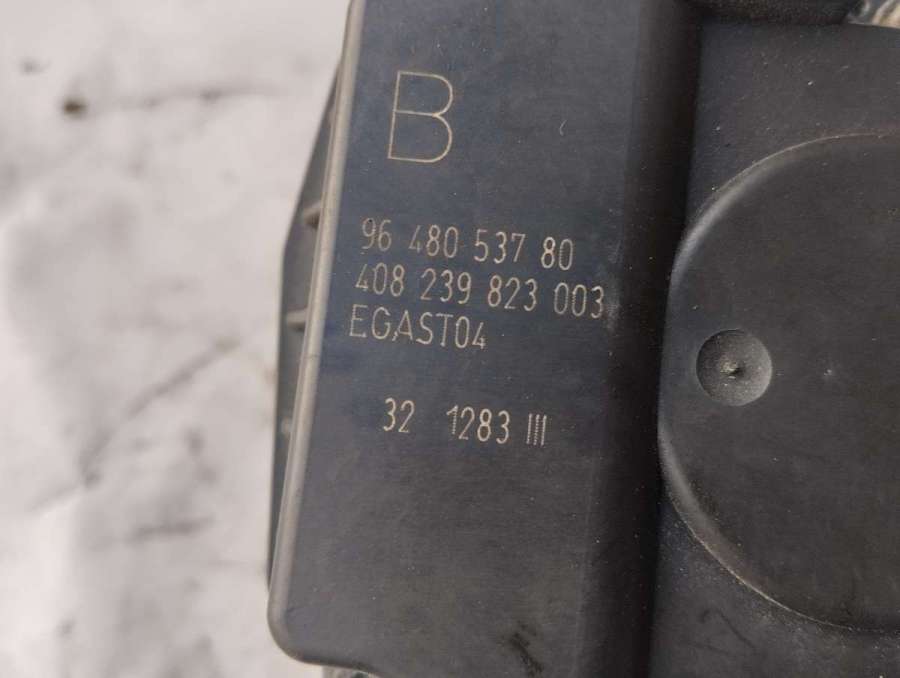 B
96 480 537 80
408 239 823 003
EGAST04
32 1283 III